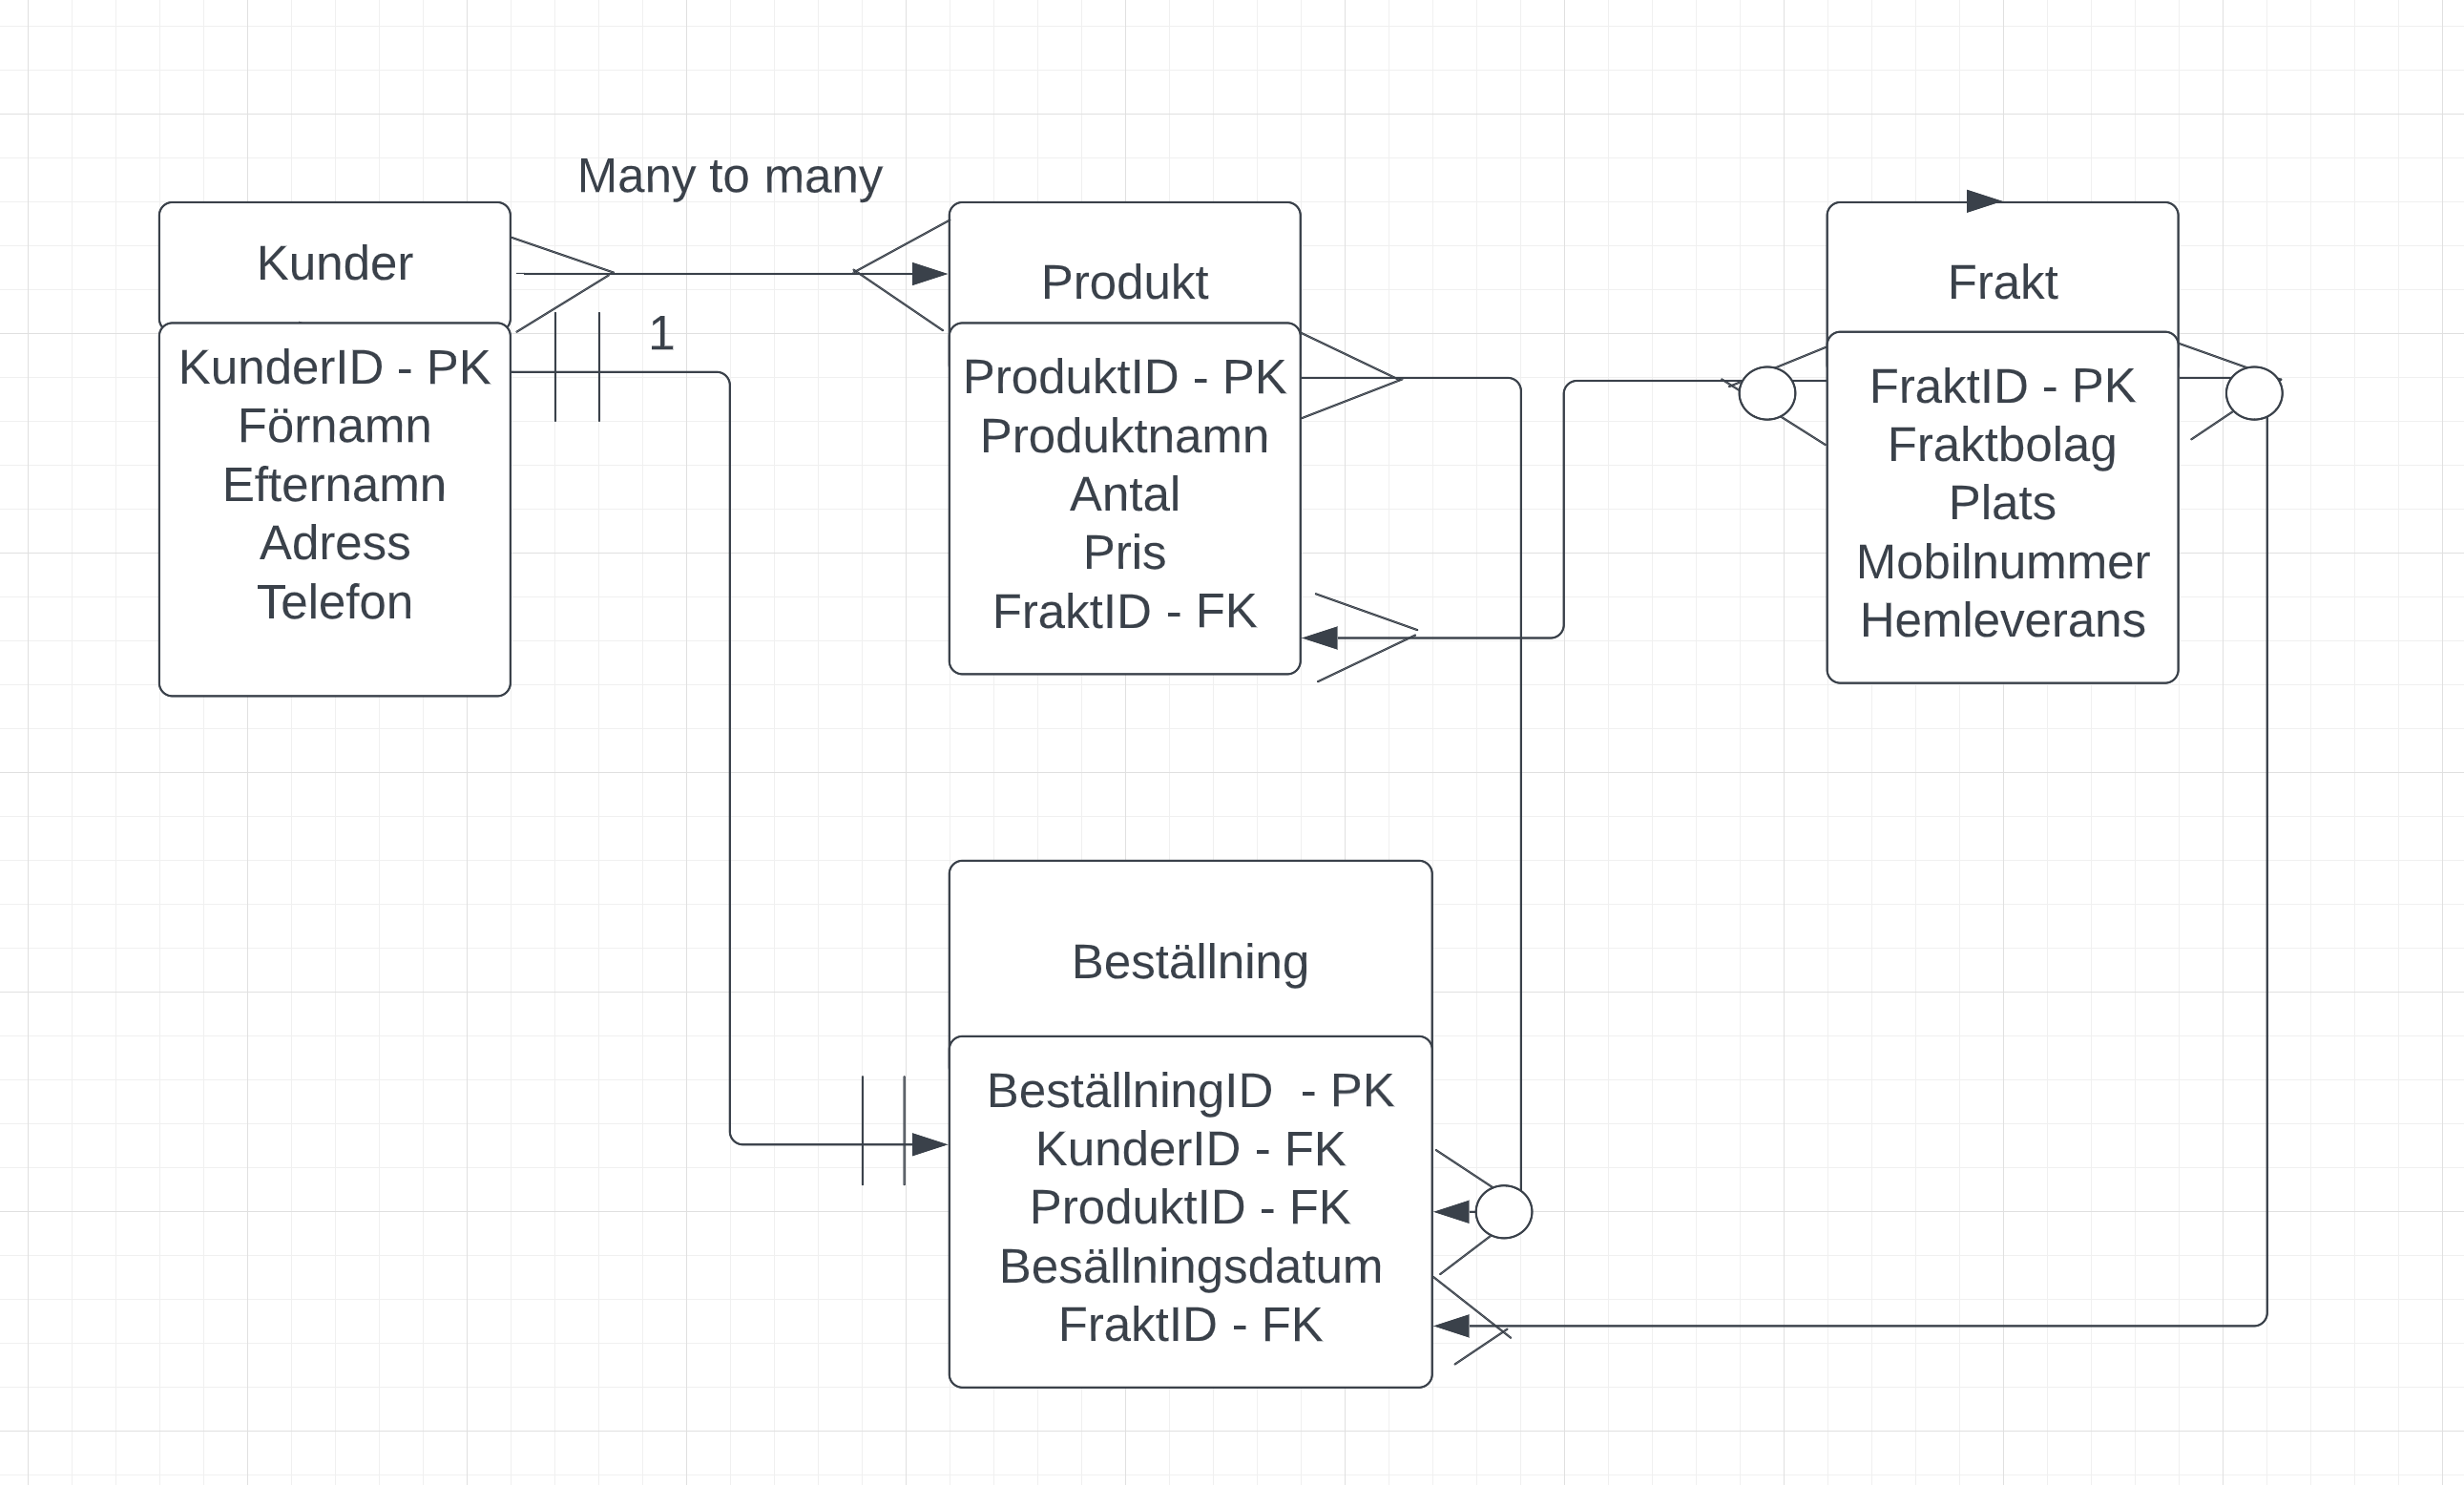 Many to many
Kunder
KunderID - PK
Förnamn
Efternamn
Adress
Telefon
1
Produkt
ProduktID - PK
Produktnamn
Antal
Pris
FraktID - FK
Frakt
FraktID - PK
Fraktbolag
Plats
Mobilnummer
Hemleverans
Beställning
BeställningID  - PK
KunderID - FK
ProduktID - FK
Besällningsdatum
FraktID - FK